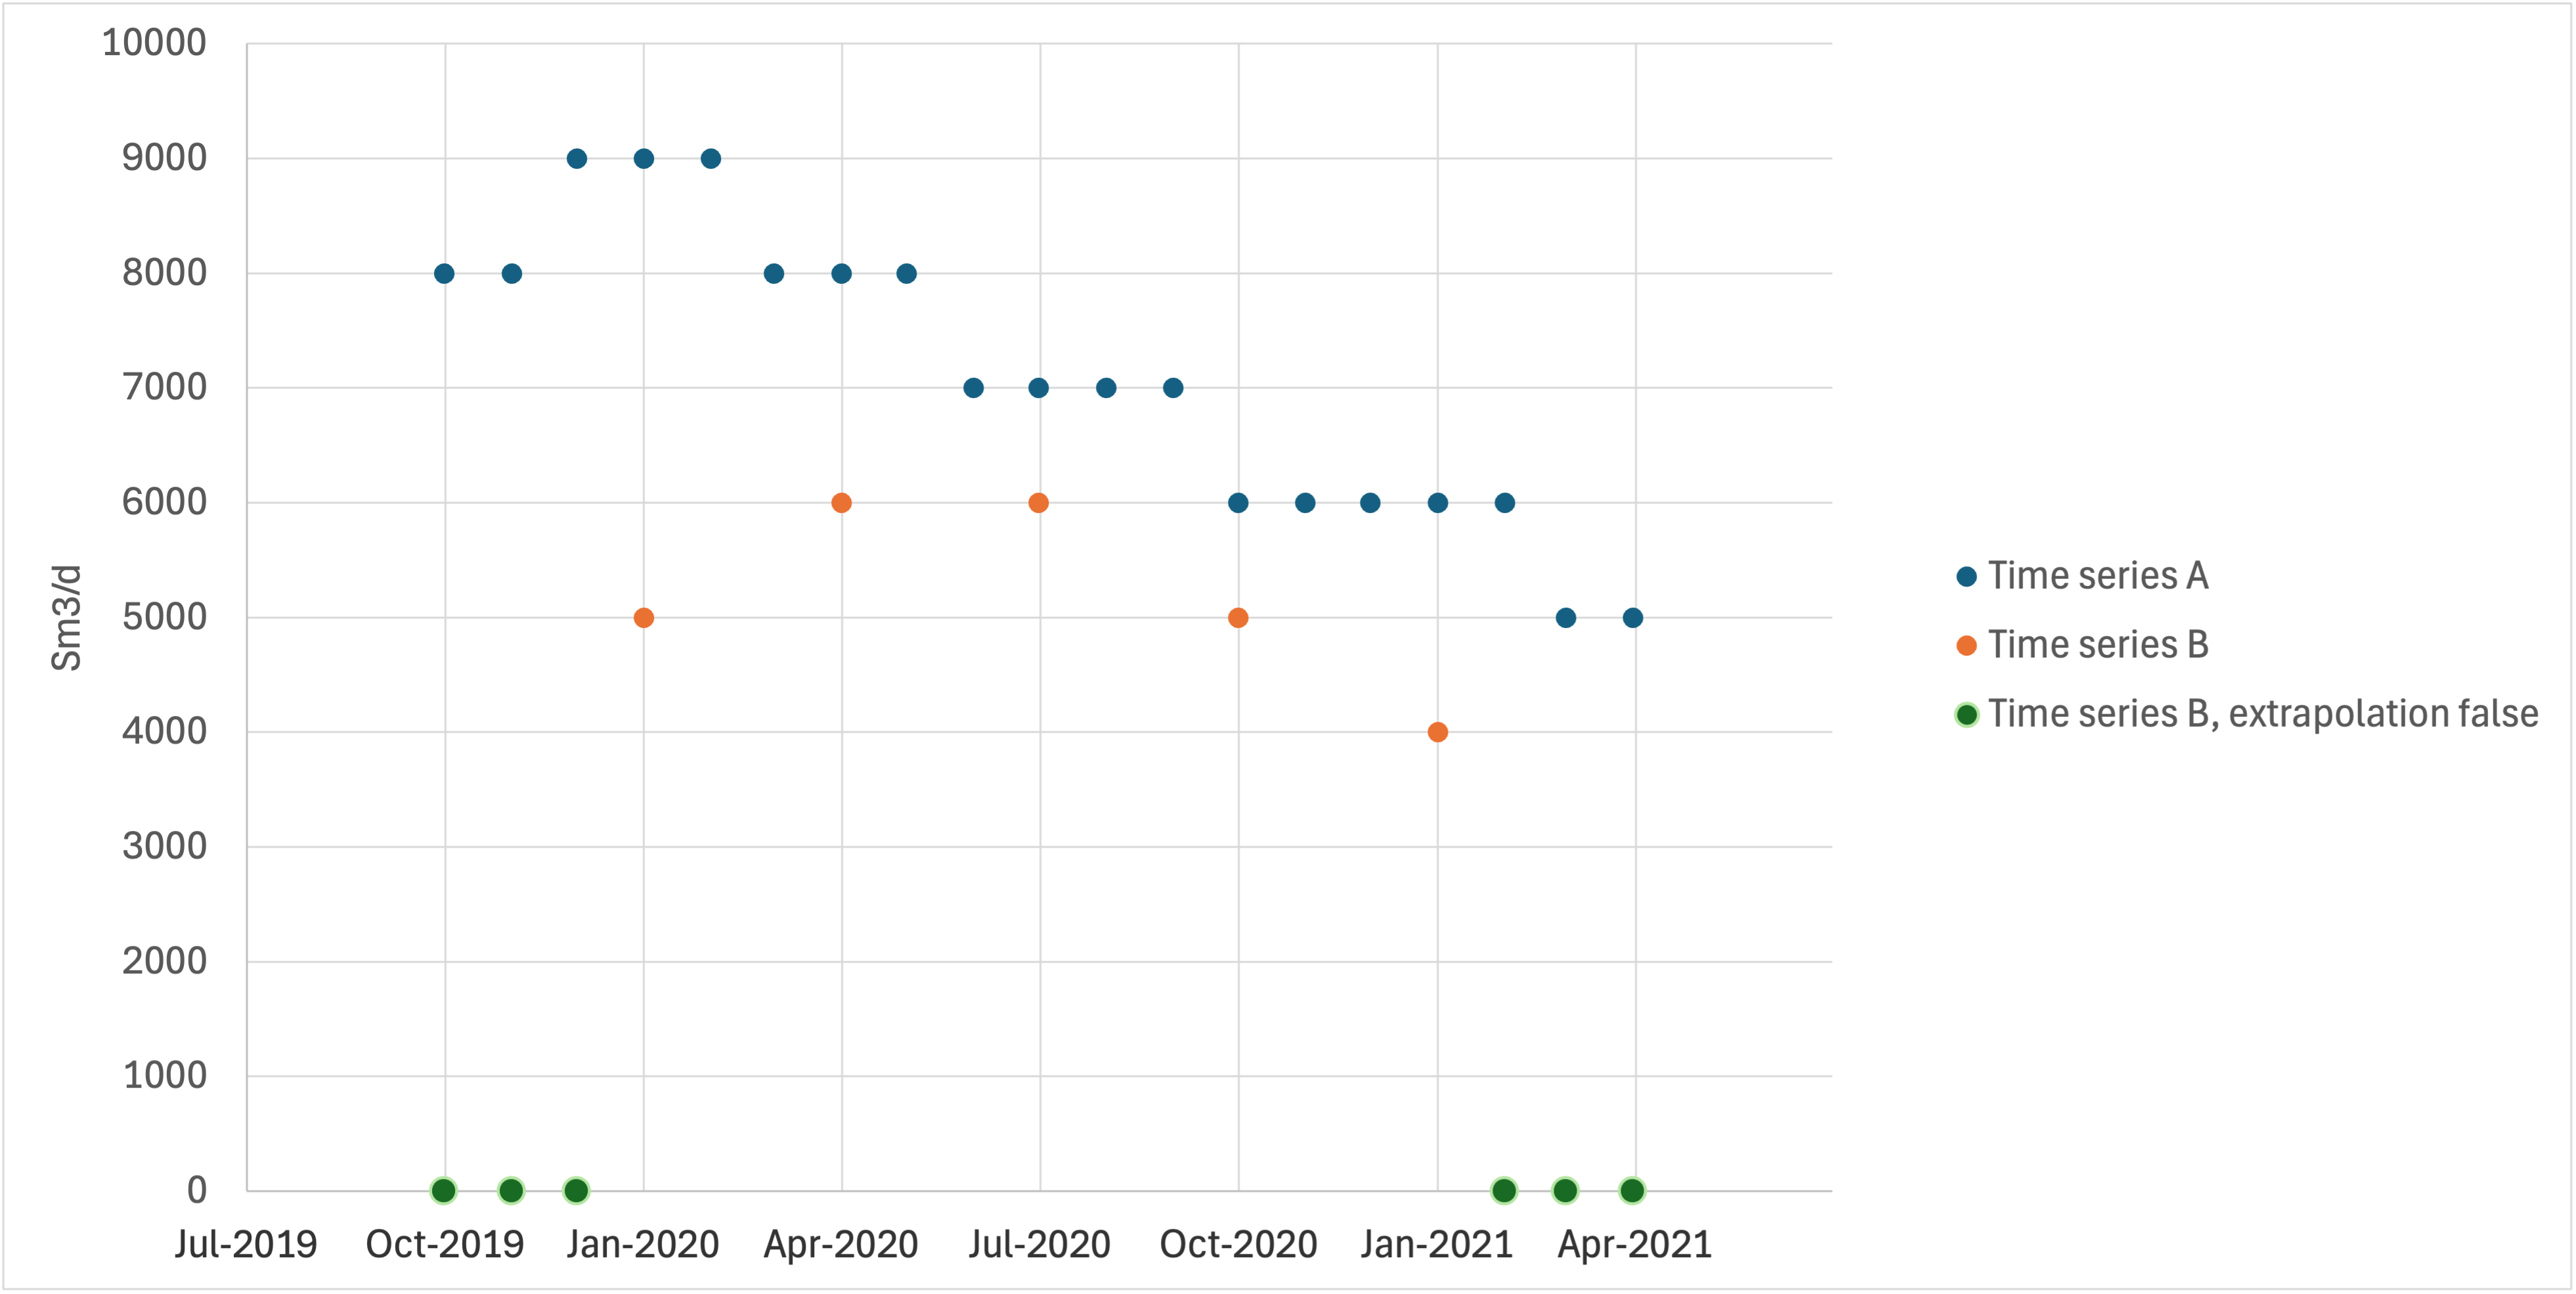 10000
9000
8000
7000
6000
5000
4000
3000
2000
1000
0
Sm3/d
Jul-2019 Oct-2019 Jan-2020 Apr-2020 Jul-2020 Oct-2020 Jan-2021 Apr-2021
Time series A
Time series B
Time series B, extrapolation false